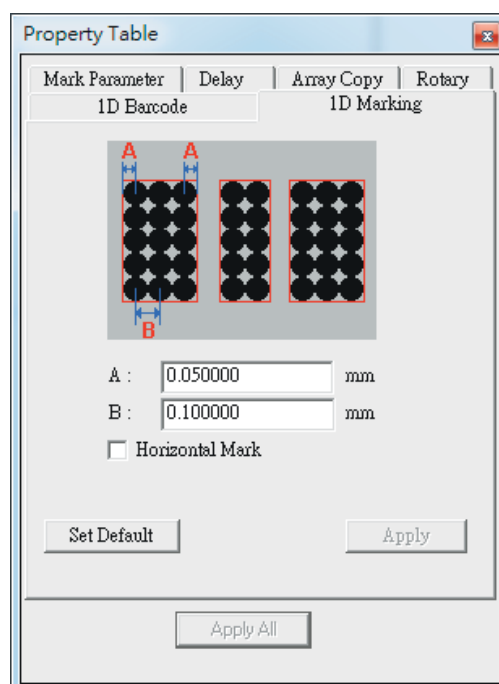 Property Table
Mark Parameter Delay Array Copy Rotary
1D Barcode 1D Marking
A A
B
A : 0.050000 mm
B : 0.100000 mm
Horizontal Mark
Set Default Apply
Apply All